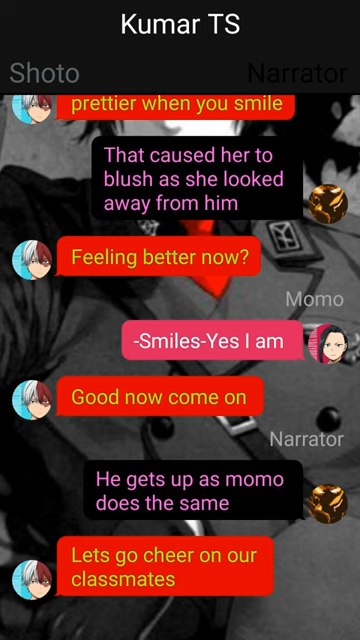 Kumar TS
Shoto
Narrator
prettier when you smile
That caused her to
blush as she looked
away from him
Feeling better now?
Momo
-Smiles-Yes I am
Good now come on
Narrator
He gets up as momo
does the same
Lets go cheer on our
classmates